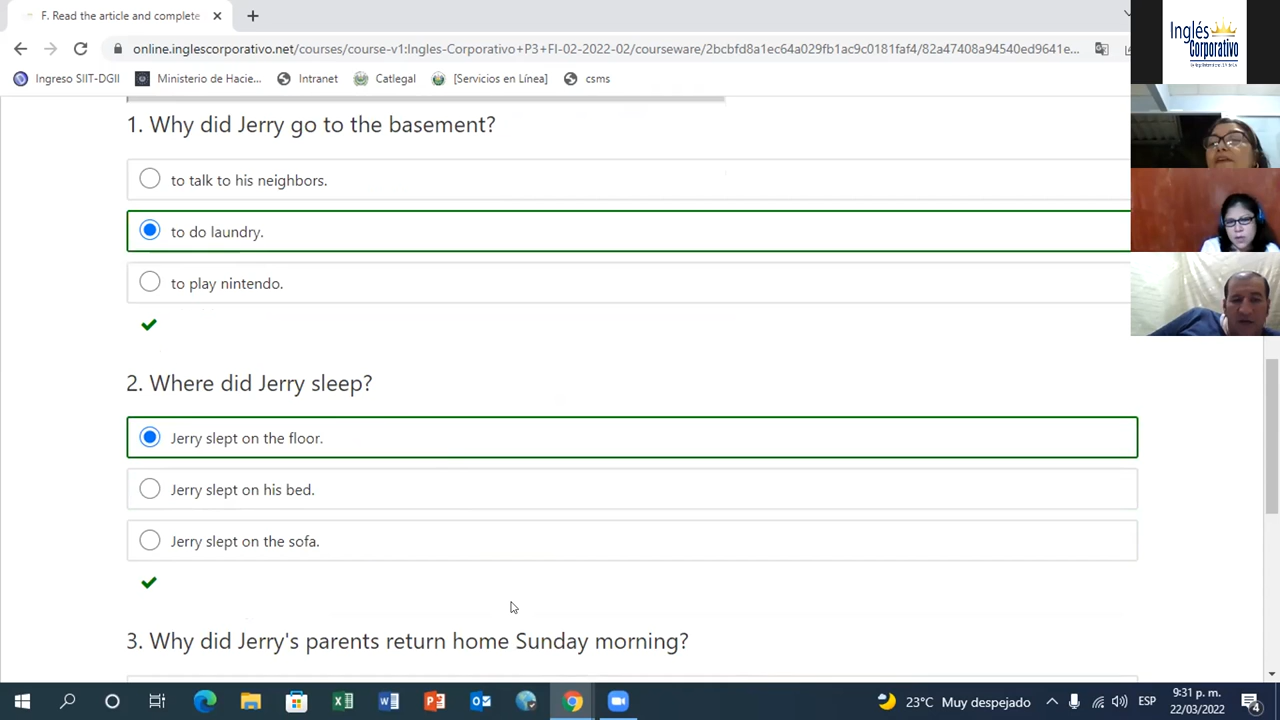 F. Read the article and complete
online.inglescorporativo.net/courses/course-v1:Ingles-Corporativo+P3+FI-02-2022-02/courseware/2bcbfd8a1ec64a029fb1ac9c0181faf4/82a47408a94540ed9641e...
Ingreso SIIT-DGII
Ministerio de Hacie...
Intranet
Catlegal
[Servicios en Línea]
csms
Inglés
Corporativo
1. Why did Jerry go to the basement?
to talk to his neighbors.
to do laundry.
to play nintendo.
2. Where did Jerry sleep?
Jerry slept on the floor.
Jerry slept on his bed.
Jerry slept on the sofa.
3. Why did Jerry's parents return home Sunday morning?
23°C Muy despejado
ESP
9:31 p. m.
22/03/2022
4